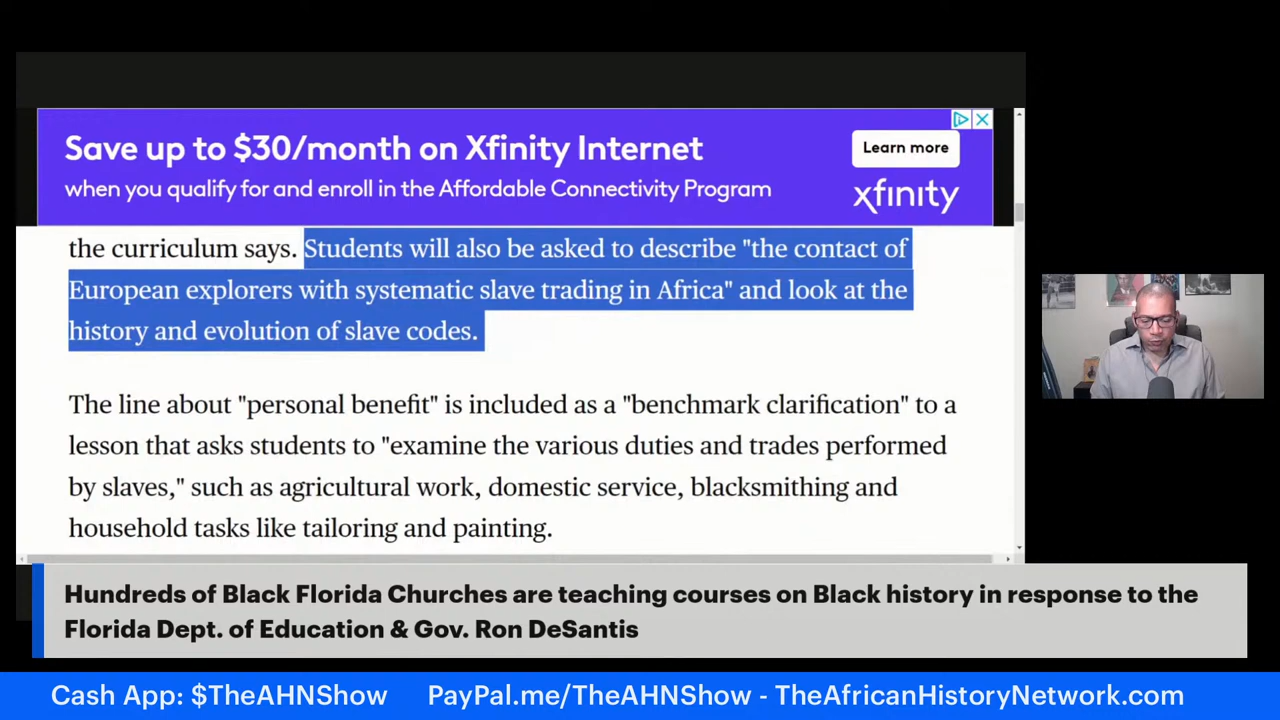 Save up to $30/month on Xfinity Internet
when you qualify for and enroll in the Affordable Connectivity Program
Learn more
xfinity
the curriculum says. Students will also be asked to describe "the contact of
European explorers with systematic slave trading in Africa" and look at the
history and evolution of slave codes.
The line about "personal benefit" is included as a "benchmark clarification" to a
lesson that asks students to "examine the various duties and trades performed
by slaves," such as agricultural work, domestic service, blacksmithing and
household tasks like tailoring and painting.
Hundreds of Black Florida Churches are teaching courses on Black history in response to the
Florida Dept. of Education & Gov. Ron DeSantis
Cash App: $TheAHNShow PayPal.me/TheAHNShow - TheAfricanHistoryNetwork.com